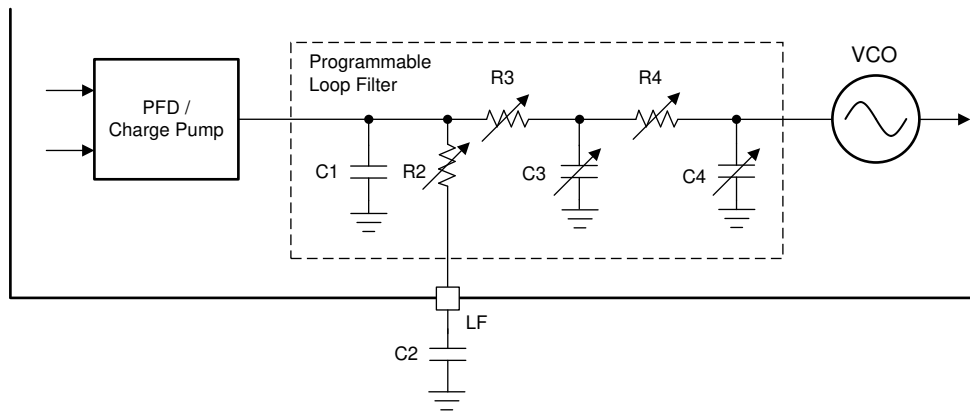 Programmable
Loop Filter
VCO
PFD /
Charge Pump
R3
R4
C1
R2
C3
C4
LF
C2